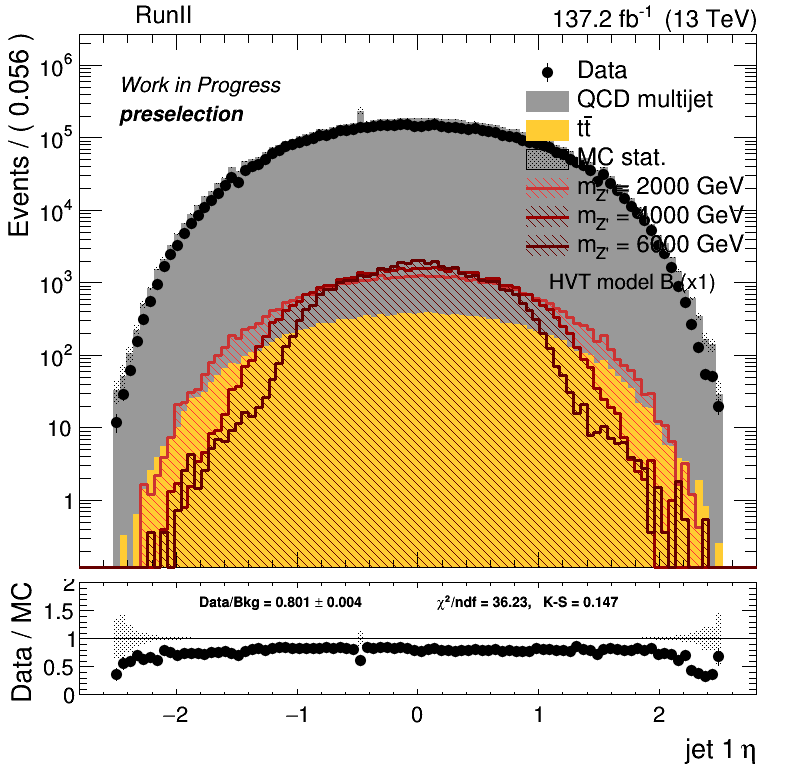 RunII 137.2 fb⁻¹ (13 TeV)
Events / ( 0.056 )
10⁶
10⁵
10⁴
10³
10²
10
1
Work in Progress
preselection
Data
QCD multijet
tt̄
MC stat.
m_Z' = 2000 GeV
m_Z' = 4000 GeV
m_Z' = 6000 GeV
HVT model B (x1)
Data / MC
2
1.5
1
0.5
0
Data/Bkg = 0.801 ± 0.004 χ²/ndf = 36.23, K-S = 0.147
−2 −1 0 1 2
jet 1 η